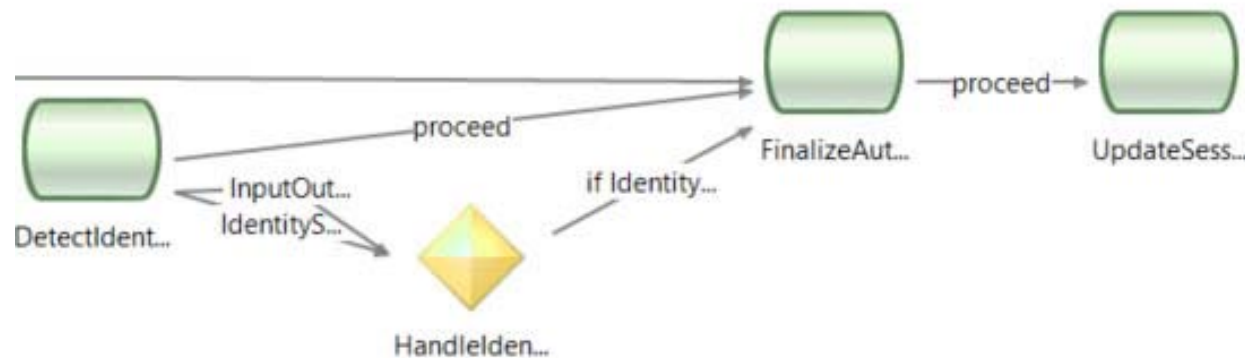 proceed
proceed
FinalizeAut...
UpdateSess...
if Identity...
InputOut...
IdentityS...
DetectIdent...
HandleIden...